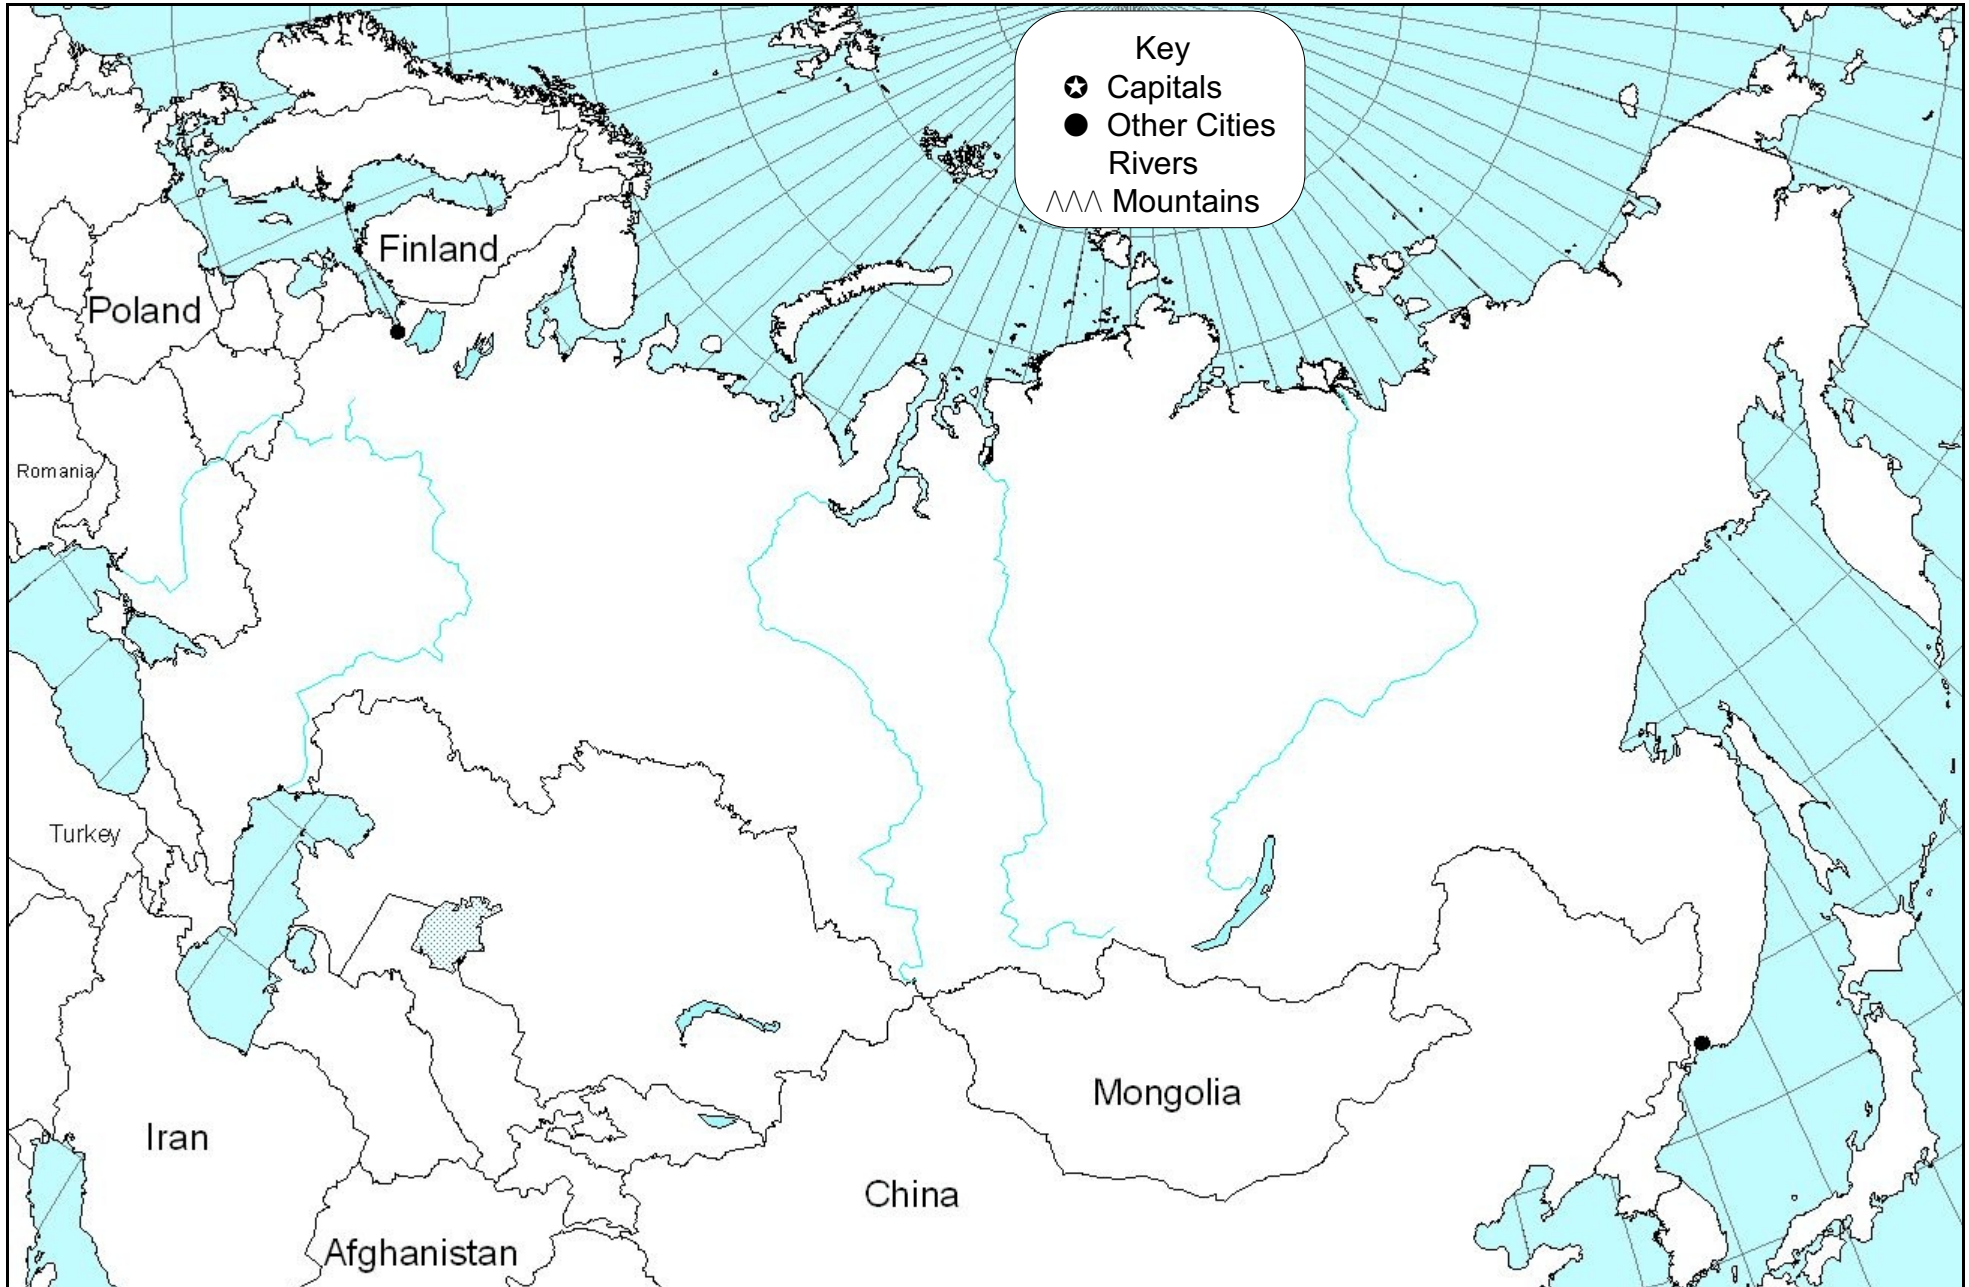 Key
Capitals
Other Cities
Rivers
Mountains
Finland
Poland
Romania
Turkey
Iran
Mongolia
China
Afghanistan